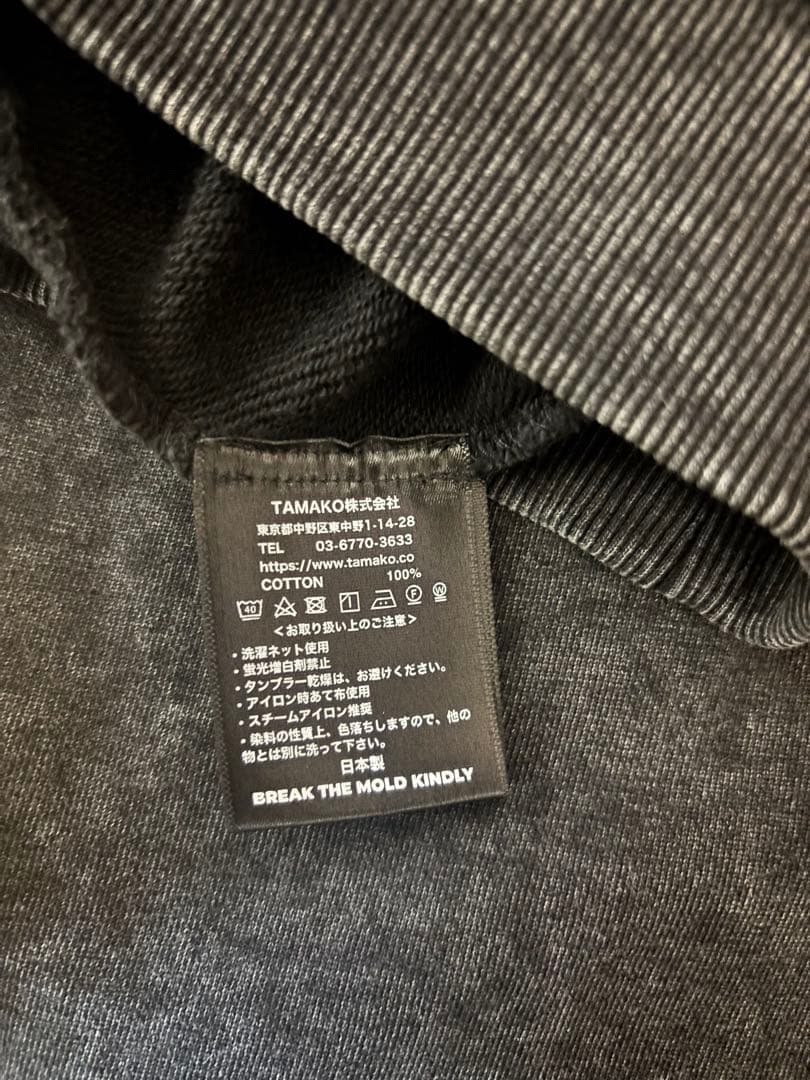 TAMAKO株式会社
東京都中野区東中野1-14-28
TEL 03-6770-3633
https://www.tamako.co
COTTON 100%
40 F W
<お取り扱い上のご注意>
・洗濯ネット使用
・蛍光増白剤禁止
・タンブラー乾燥は、お避けください。
・アイロン時あて布使用
・スチームアイロン推奨
・染料の性質上、色落ちしますので、他の
物とは別に洗って下さい。
日本製
BREAK THE MOLD KINDLY